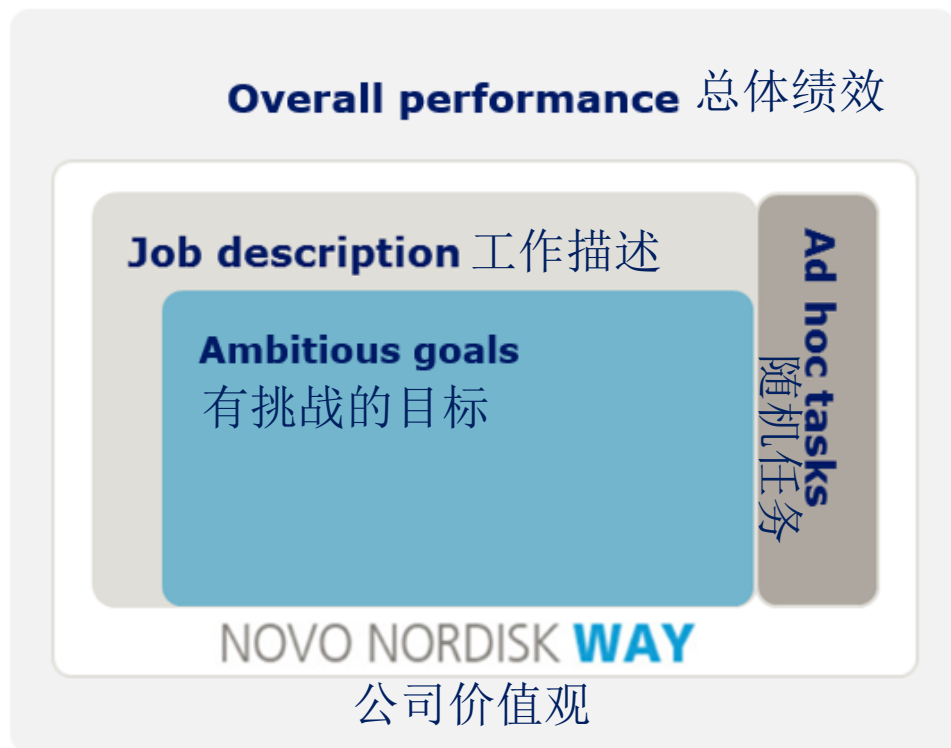 Overall performance 总体绩效
Job description 工作描述
Ambitious goals
有挑战的目标
Ad hoc tasks
随机任务
NOVO NORDISK WAY
公司价值观